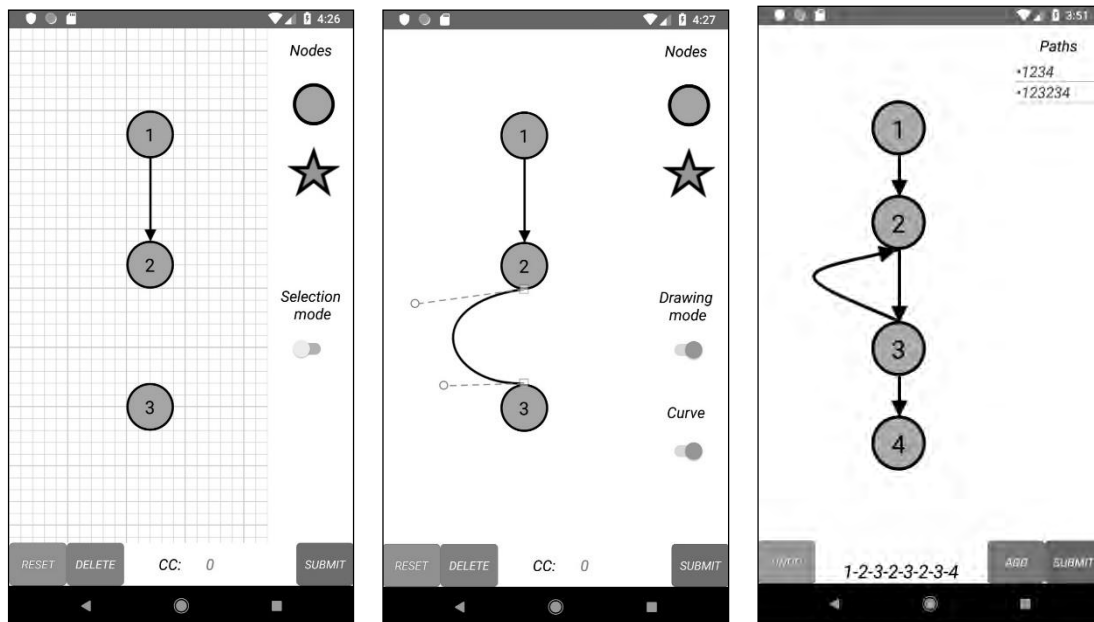 4:26
Nodes
1
2
Selection
mode
3
RESET DELETE CC: 0 SUBMIT
4:27
Nodes
1
2
Drawing
mode
3
Curve
RESET DELETE CC: 0 SUBMIT
3:51
Paths
•1234
•123234
1
2
3
4
UNDO 1-2-3-2-3-2-3-4 ADD SUBMIT